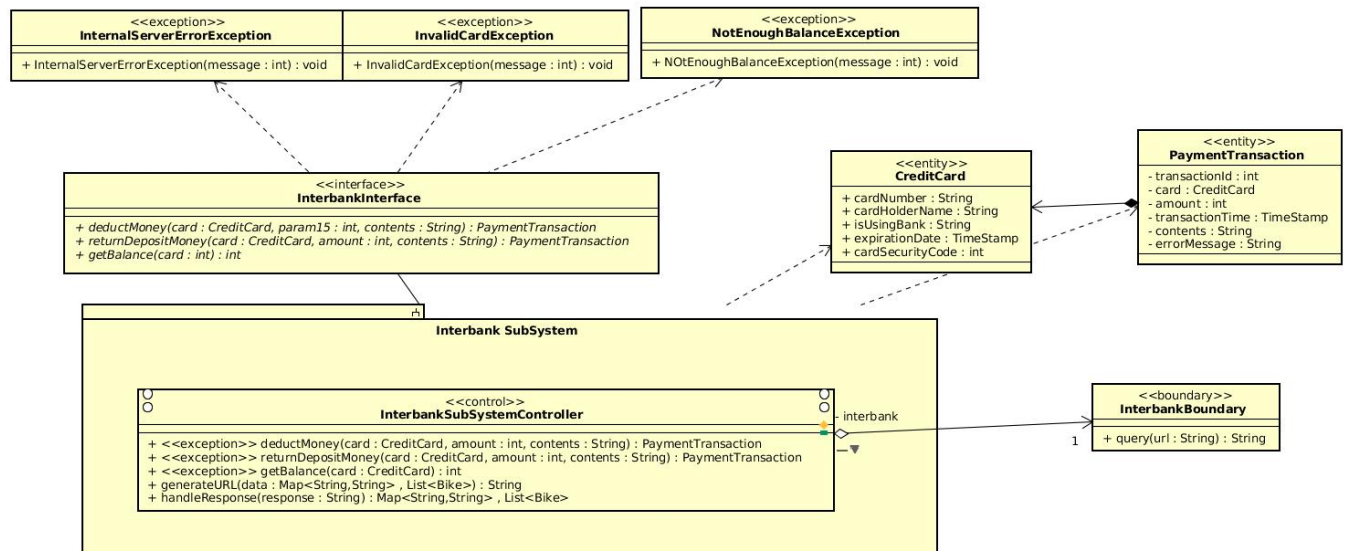 <<exception>>
InternalServerErrorException
+ InternalServerErrorException(message : int) : void
<<exception>>
InvalidCardException
+ InvalidCardException(message : int) : void
<<exception>>
NotEnoughBalanceException
+ NOtEnoughBalanceException(message : int) : void
<<interface>>
InterbankInterface
+ deductMoney(card : CreditCard, param15 : int, contents : String) : PaymentTransaction
+ returnDepositMoney(card : CreditCard, amount : int, contents : String) : PaymentTransaction
+ getBalance(card : int) : int
<<entity>>
CreditCard
+ cardNumber : String
+ cardHolderName : String
+ isUsingBank : String
+ expirationDate : TimeStamp
+ cardSecurityCode : int
<<entity>>
PaymentTransaction
- transactionId : int
- card : CreditCard
- amount : int
- transactionTime : TimeStamp
- contents : String
- errorMessage : String
Interbank SubSystem
<<control>>
InterbankSubSystemController
+ <<exception>> deductMoney(card : CreditCard, amount : int, contents : String) : PaymentTransaction
+ <<exception>> returnDepositMoney(card : CreditCard, amount : int, contents : String) : PaymentTransaction
+ <<exception>> getBalance(card : CreditCard) : int
+ generateURL(data : Map<String,String> , List<Bike>) : String
+ handleResponse(response : String) : Map<String,String> , List<Bike>
- interbank
1
<<boundary>>
InterbankBoundary
+ query(url : String) : String